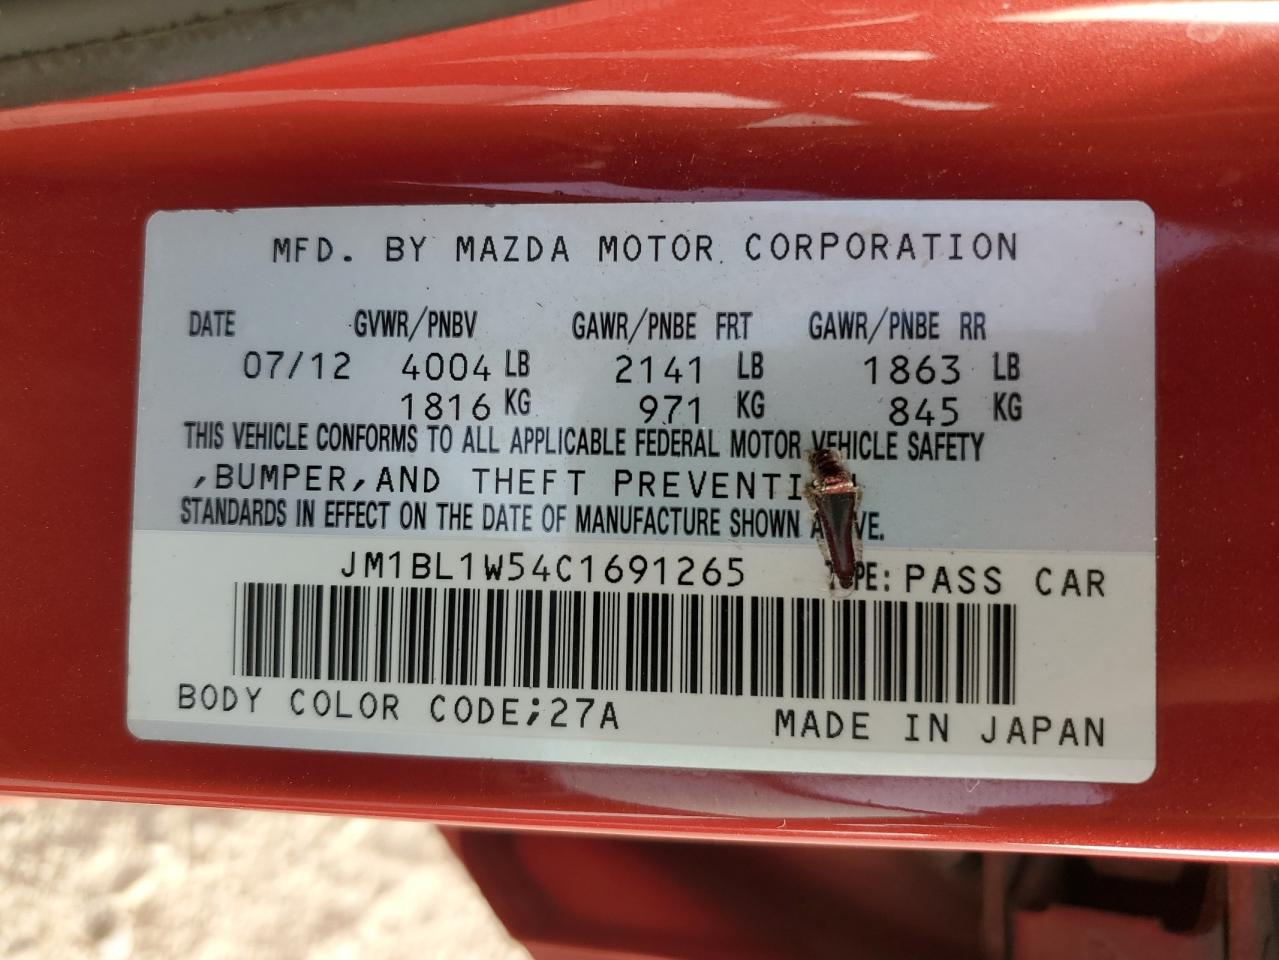 MFD. BY MAZDA MOTOR CORPORATION
DATE GVWR/PNBV GAWR/PNBE FRT GAWR/PNBE RR
07/12 4004 LB 2141 LB 1863 LB
1816 KG 971 KG 845 KG
THIS VEHICLE CONFORMS TO ALL APPLICABLE FEDERAL MOTOR VEHICLE SAFETY
,BUMPER,AND THEFT
STANDARDS IN EFFECT ON THE DATE OF MANUFACTURE SHOWN
JM1BL1W54C1691265 PASS CAR
BODY COLOR CODE;27A MADE IN JAPAN